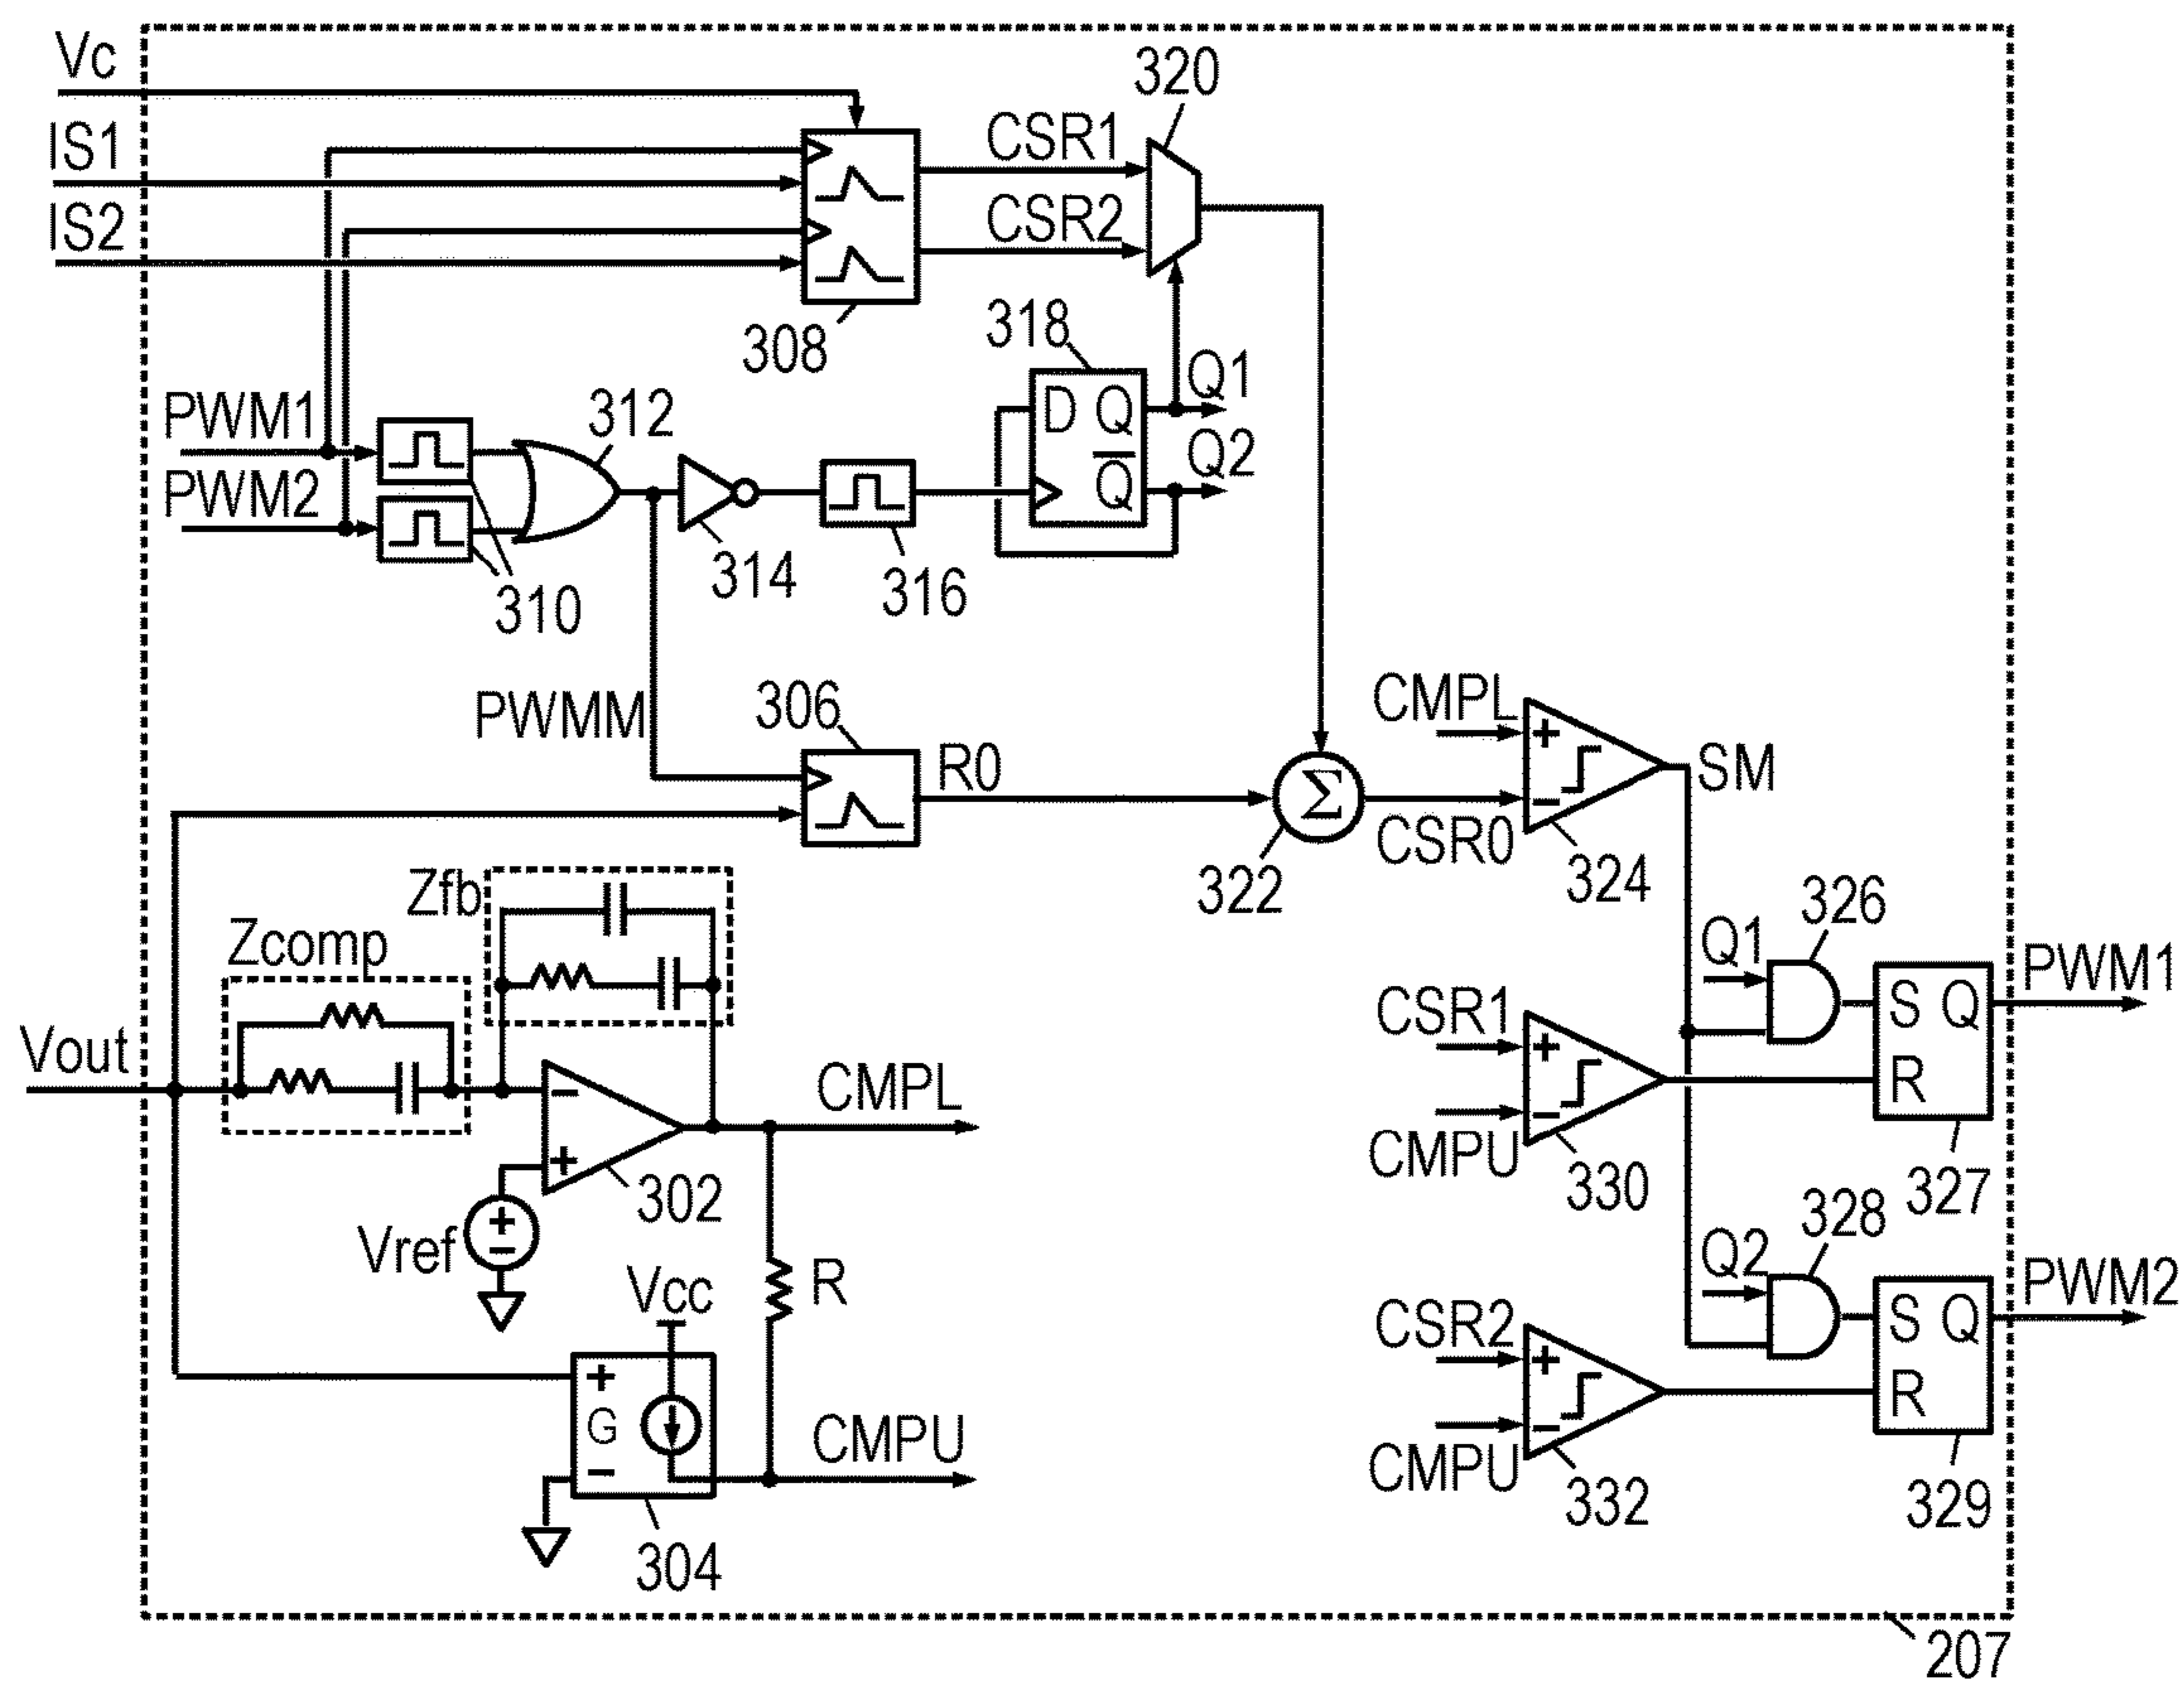 Vc
320
IS1
CSR1
IS2
CSR2
308
318
PWM1
312
D Q
Q1
PWM2
Q
Q2
310
314
316
PWMM
306
R0
CMPL
+
SM
Σ
−
322
CSR0
324
Zfb
326
Zcomp
Q1
PWM1
CSR1
S Q
Vout
+
−
CMPL
R
−
CMPU
330
327
+
302
328
Vref
+
−
Q2
PWM2
Vcc
R
CSR2
S Q
+
+
G
CMPU
R
−
−
CMPU
332
329
304
207